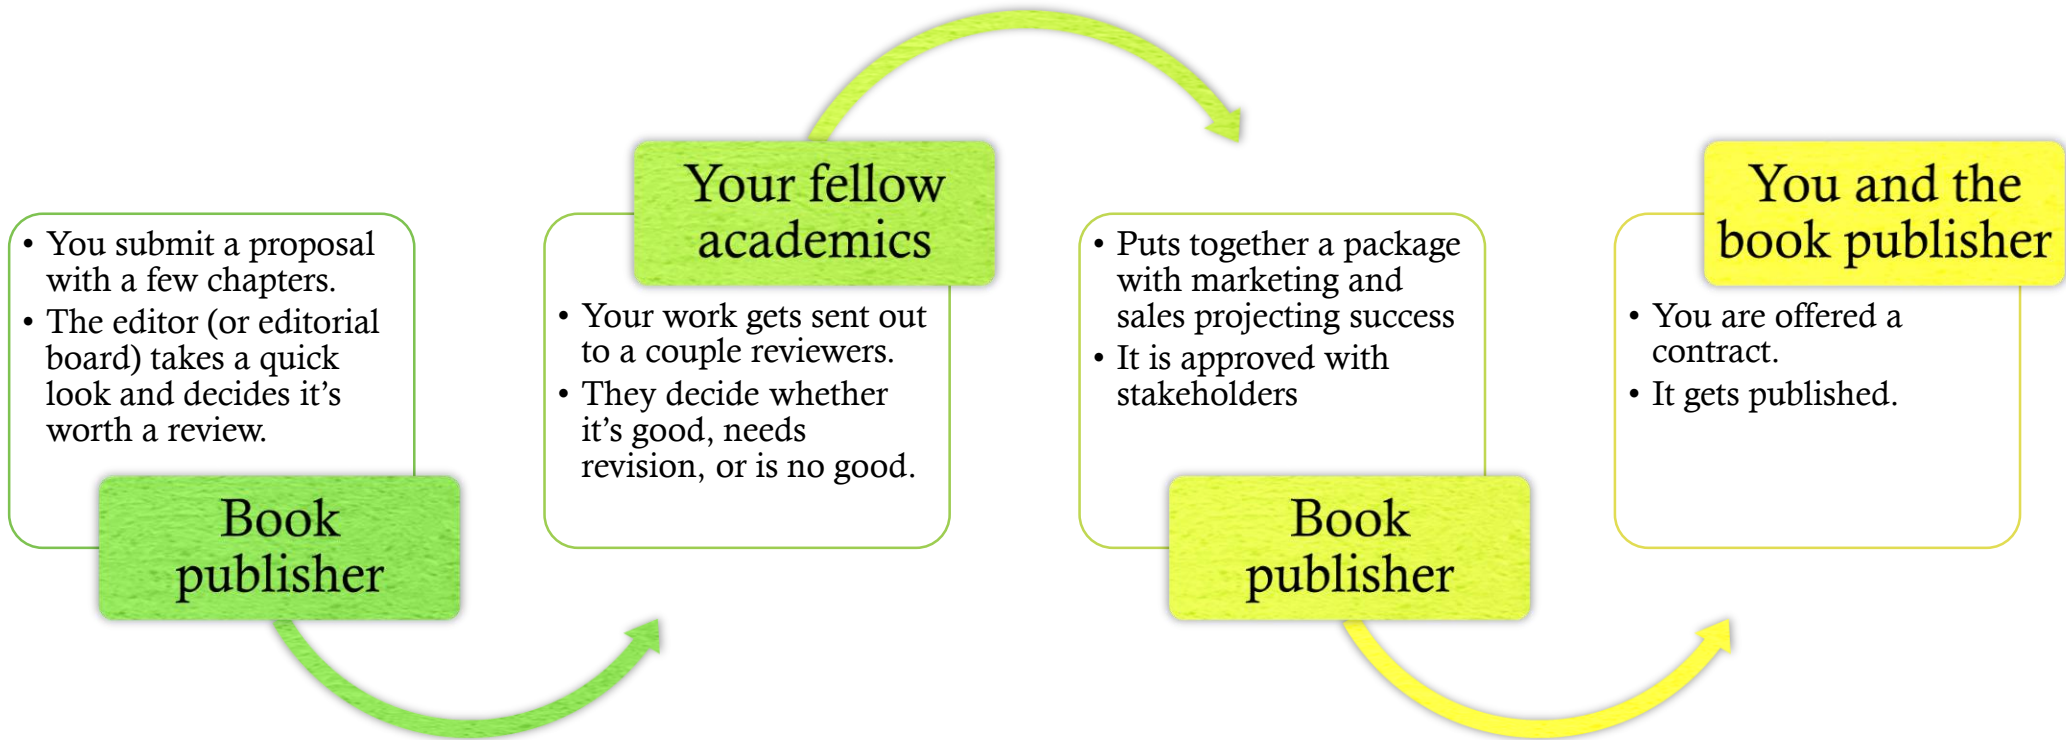 • You submit a proposal
with a few chapters.
• The editor (or editorial
board) takes a quick
look and decides it’s
worth a review.
Book
publisher
Your fellow
academics
• Your work gets sent out
to a couple reviewers.
• They decide whether
it’s good, needs
revision, or is no good.
• Puts together a package
with marketing and
sales projecting success
• It is approved with
stakeholders
Book
publisher
You and the
book publisher
• You are offered a
contract.
• It gets published.